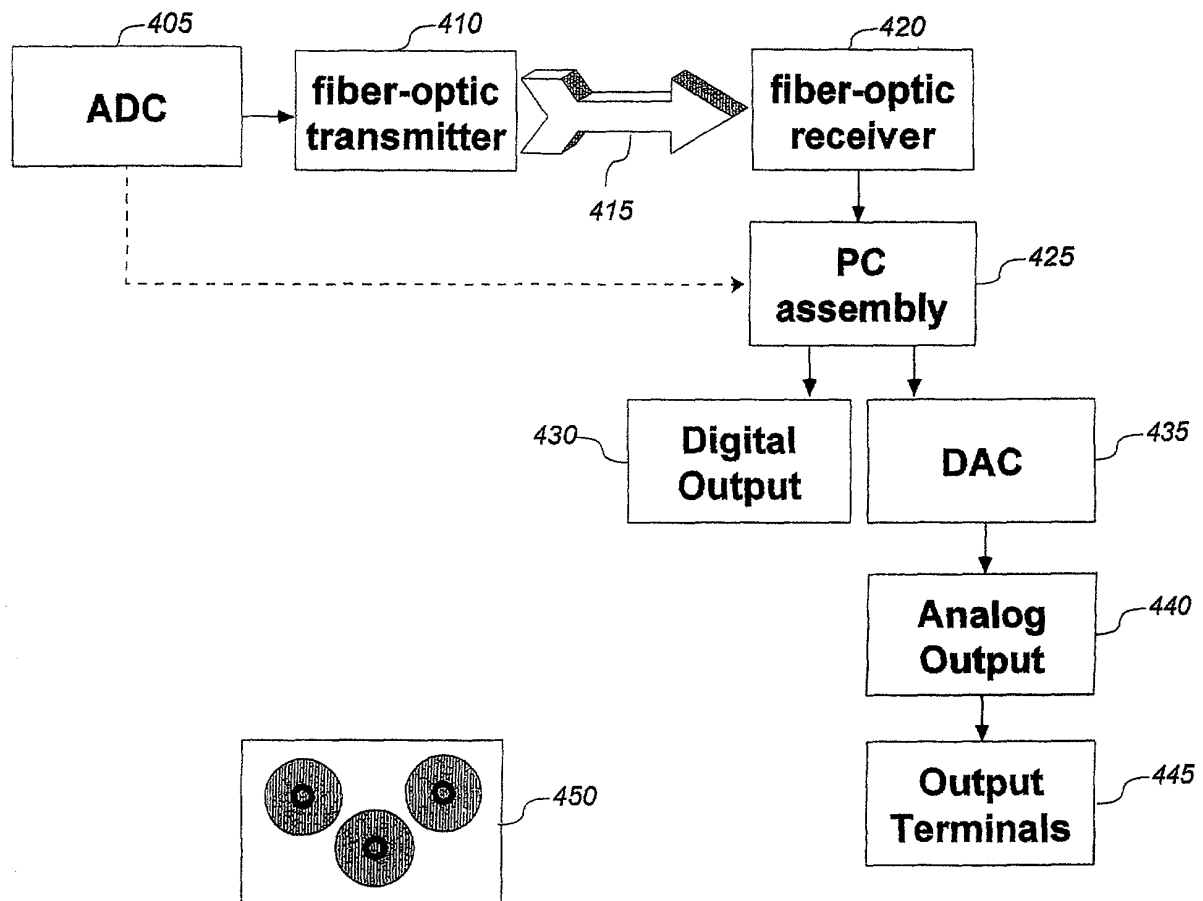 405
410
420
ADC
fiber-optic
transmitter
fiber-optic
receiver
415
PC
assembly
425
430
Digital
Output
DAC
435
Analog
Output
440
450
Output
Terminals
445